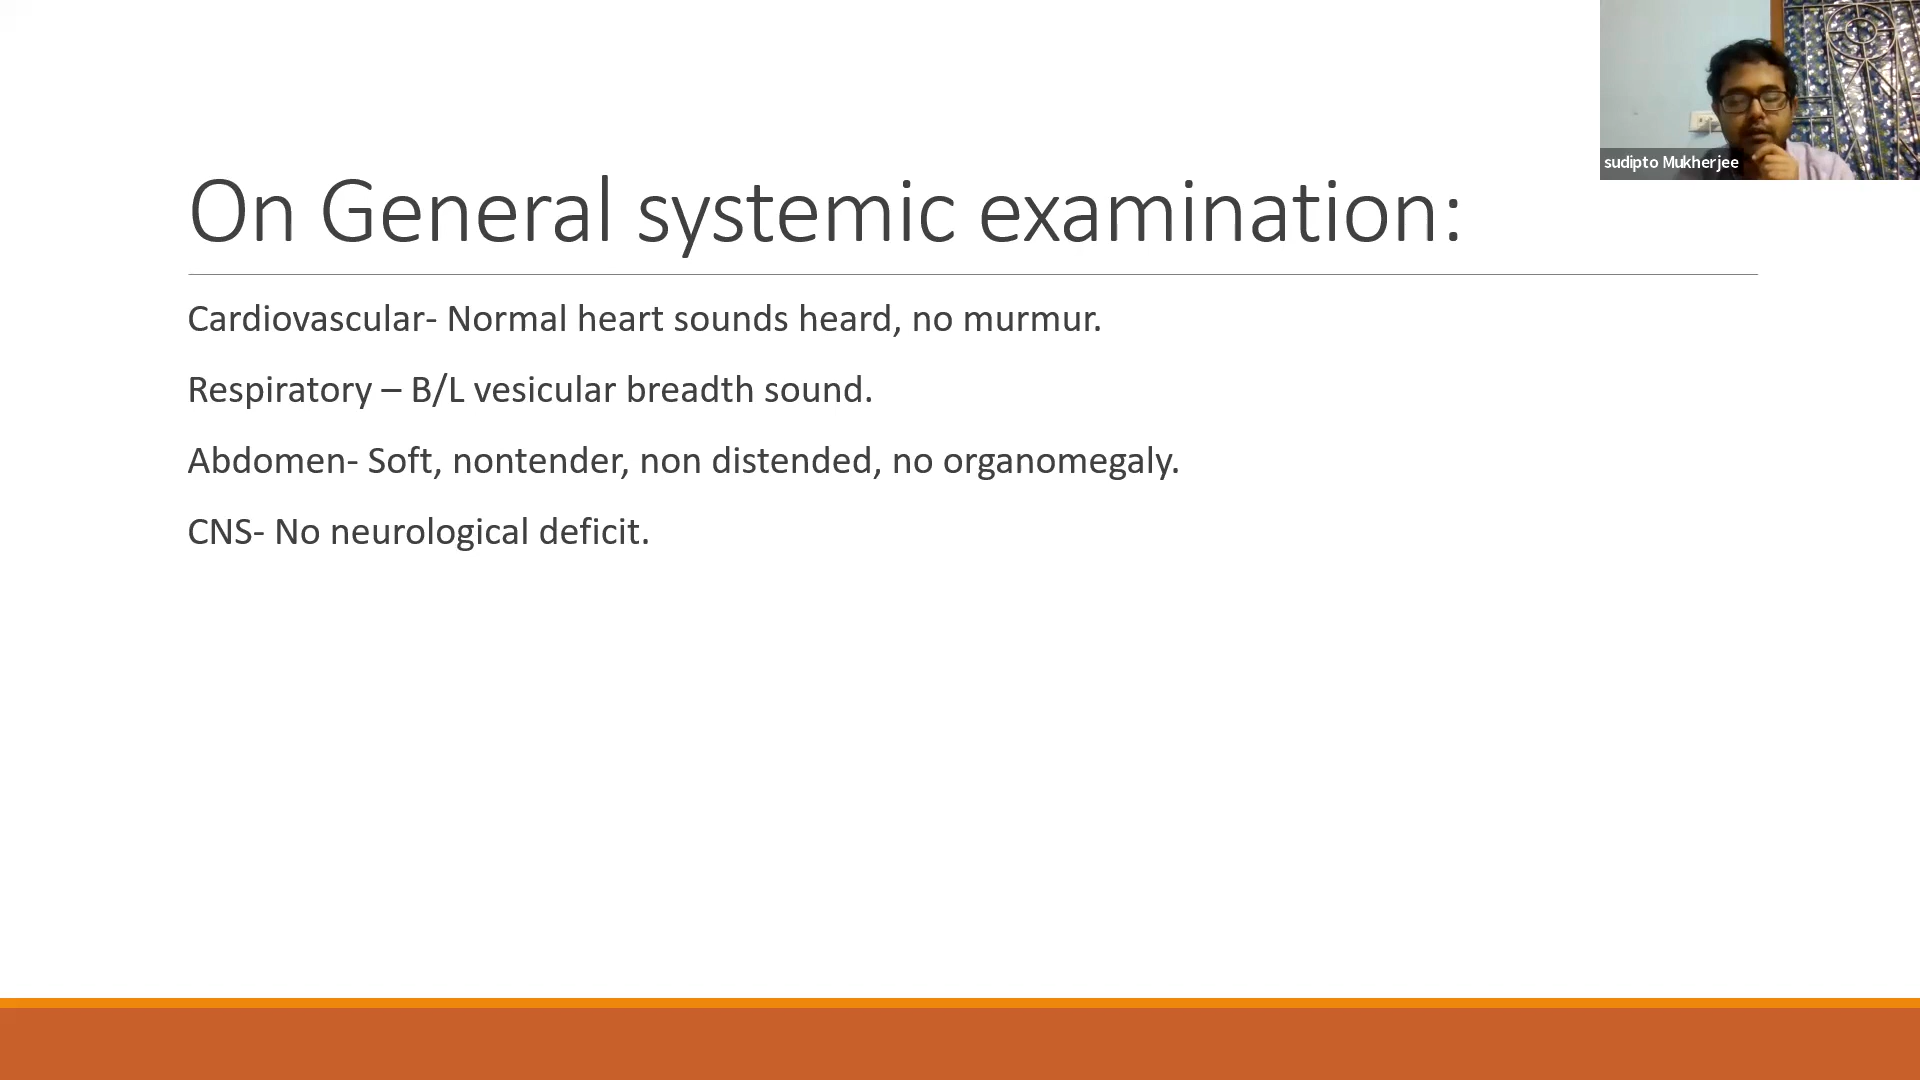 sudipto Mukherjee
On General systemic examination:
Cardiovascular- Normal heart sounds heard, no murmur.
Respiratory – B/L vesicular breadth sound.
Abdomen- Soft, nontender, non distended, no organomegaly.
CNS- No neurological deficit.